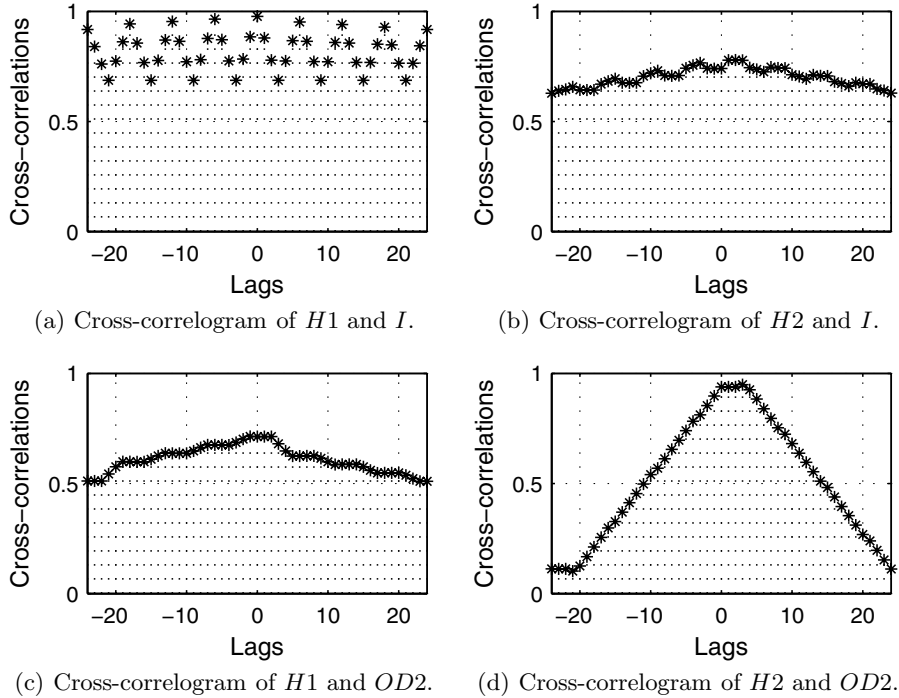 1
0.5
0
Cross−correlations
−20 −10 0 10 20
Lags
(a) Cross-correlogram of H1 and I.
1
0.5
0
Cross−correlations
−20 −10 0 10 20
Lags
(b) Cross-correlogram of H2 and I.
1
0.5
0
Cross−correlations
−20 −10 0 10 20
Lags
(c) Cross-correlogram of H1 and OD2.
1
0.5
0
Cross−correlations
−20 −10 0 10 20
Lags
(d) Cross-correlogram of H2 and OD2.